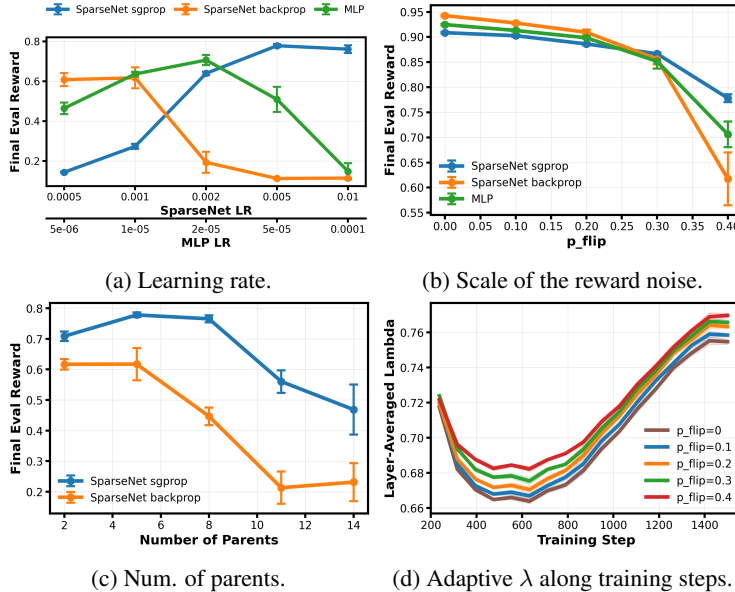 SparseNet sgprop SparseNet backprop MLP
Final Eval Reward
0.8
0.6
0.4
0.2
0.0005 0.001 0.002 0.005 0.01
SparseNet LR
5e-06 1e-05 2e-05 5e-05 0.0001
MLP LR
(a) Learning rate.
Final Eval Reward
0.95
0.90
0.85
0.80
0.75
0.70
0.65
0.60
0.55
SparseNet sgprop
SparseNet backprop
MLP
0.00 0.05 0.10 0.15 0.20 0.25 0.30 0.35 0.40
p_flip
(b) Scale of the reward noise.
Final Eval Reward
0.8
0.7
0.6
0.5
0.4
0.3
0.2
SparseNet sgprop
SparseNet backprop
2 4 6 8 10 12 14
Number of Parents
(c) Num. of parents.
Layer-Averaged Lambda
0.76
0.74
0.72
0.70
0.68
0.66
p_flip=0
p_flip=0.1
p_flip=0.2
p_flip=0.3
p_flip=0.4
200 400 600 800 1000 1200 1400
Training Step
(d) Adaptive λ along training steps.